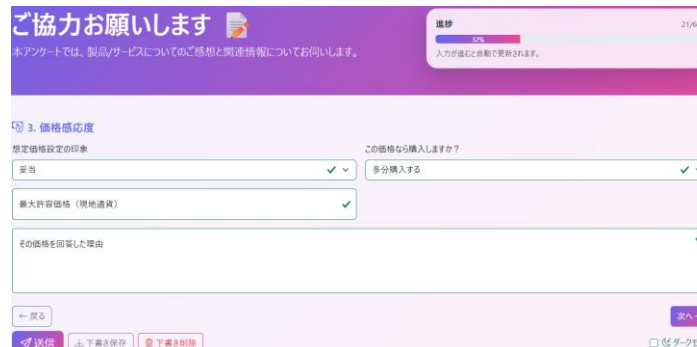 ご協力お願いします
本アンケートでは、製品/サービスについてのご感想と関連情報についてお伺いします。
進捗
21/6
32%
入力が進むと自動で更新されます。
3. 価格感応度
想定価格設定の印象
この価格なら購入しますか？
妥当
多分購入する
最大許容価格（現地通貨）
その価格を回答した理由
← 戻る
次へ
送信
下書き保存
下書き削除
ダーク